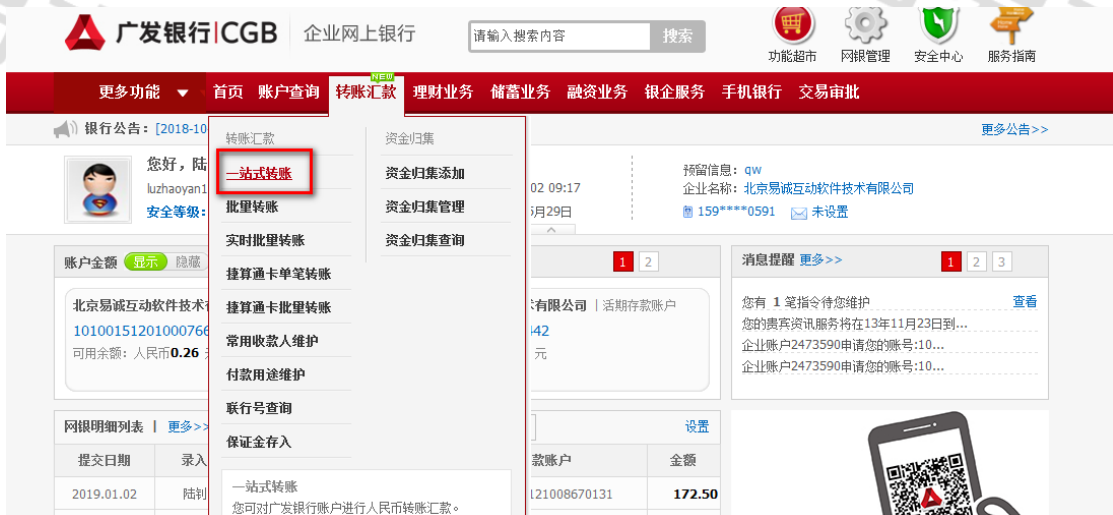 广发银行|CGB 企业网上银行 请输入搜索内容 搜索
功能超市 网银管理 安全中心 服务指南
更多功能 首页 账户查询 转账汇款 NEW 理财业务 储蓄业务 融资业务 银企服务 手机银行 交易审批
银行公告: [2018-10 更多公告>>
转账汇款 资金归集
一站式转账 资金归集添加
批量转账 资金归集管理
实时批量转账 资金归集查询
捷算通卡单笔转账
捷算通卡批量转账
常用收款人维护
付款用途维护
联行号查询
保证金存入
一站式转账
您可对广发银行账户进行人民币转账汇款。
您好，陆
luzhaoyan1
安全等级:
02 09:17
月29日
预留信息: qw
企业名称: 北京易诚互动软件技术有限公司
159****0591 未设置
账户金额 显示 隐藏 1 2
北京易诚互动软件技术
10100151201000766
可用余额: 人民币0.26
有限公司 | 活期存款账户
442
元
消息提醒 更多>> 1 2 3
您有 1 笔指令待您维护 查看
您的贵宾资讯服务将在13年11月23日到...
企业账户2473590申请您的账号:10...
企业账户2473590申请您的账号:10...
网银明细列表 | 更多>> 设置
提交日期 录入 款账户 金额
2019.01.02 陆钊 121008670131 172.50